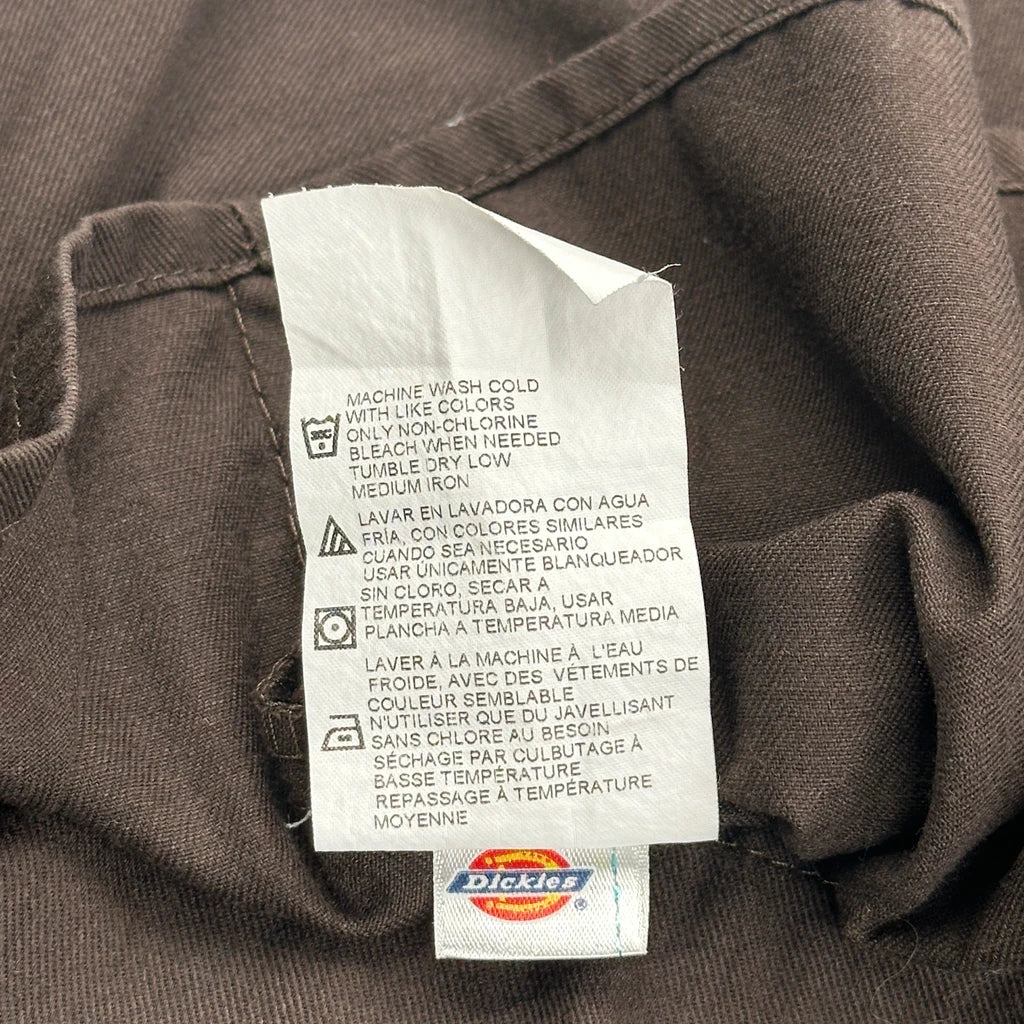 MACHINE WASH COLD
WITH LIKE COLORS
ONLY NON-CHLORINE
BLEACH WHEN NEEDED
TUMBLE DRY LOW
MEDIUM IRON
LAVAR EN LAVADORA CON AGUA
FRÍA, CON COLORES SIMILARES
CUANDO SEA NECESARIO
USAR ÚNICAMENTE BLANQUEADOR
SIN CLORO, SECAR A
TEMPERATURA BAJA, USAR
PLANCHA A TEMPERATURA MEDIA
LAVER À LA MACHINE À L'EAU
FROIDE, AVEC DES VÊTEMENTS DE
COULEUR SEMBLABLE
N'UTILISER QUE DU JAVELLISANT
SANS CHLORE AU BESOIN
SÉCHAGE PAR CULBUTAGE À
BASSE TEMPÉRATURE
REPASSAGE À TEMPÉRATURE
MOYENNE
Dickies®